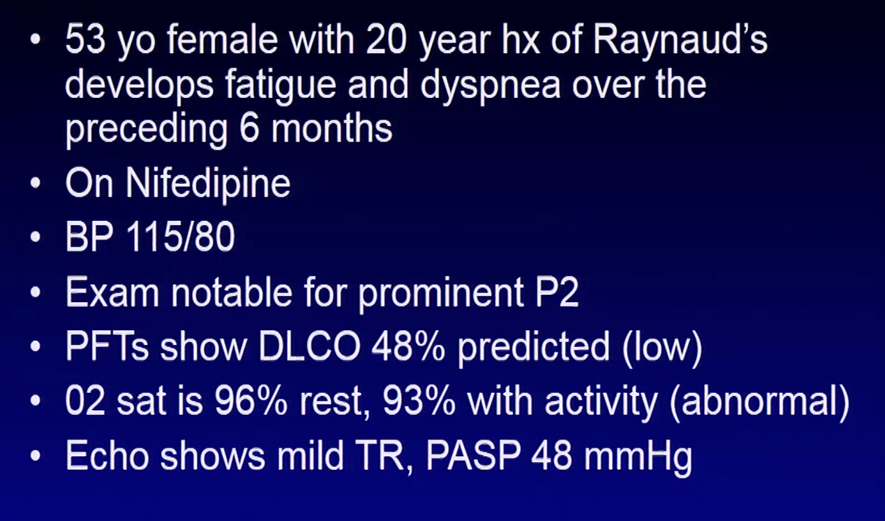 • 53 yo female with 20 year hx of Raynaud's
develops fatigue and dyspnea over the
preceding 6 months
• On Nifedipine
• BP 115/80
• Exam notable for prominent P2
• PFTs show DLCO 48% predicted (low)
• 02 sat is 96% rest, 93% with activity (abnormal)
• Echo shows mild TR, PASP 48 mmHg